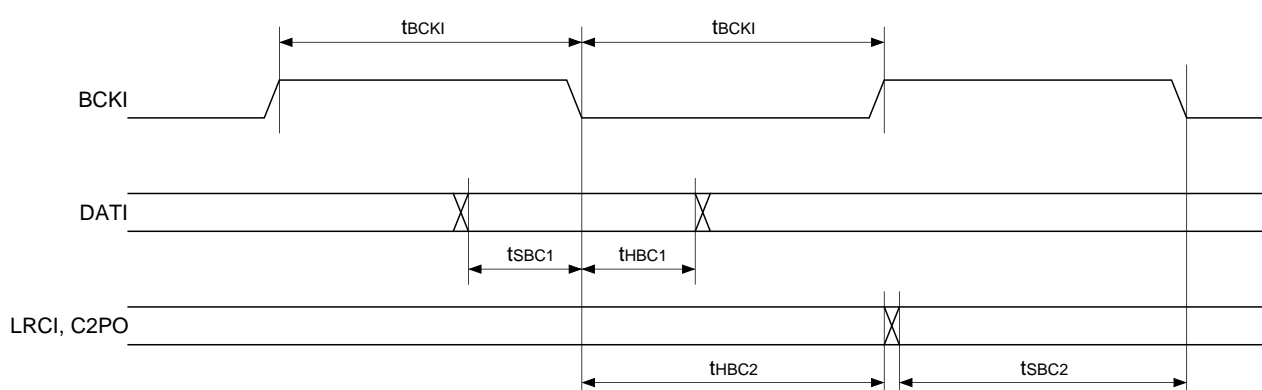 tBCKI
tBCKI
BCKI
DATI
tSBC1
tHBC1
LRCI, C2PO
tHBC2
tSBC2